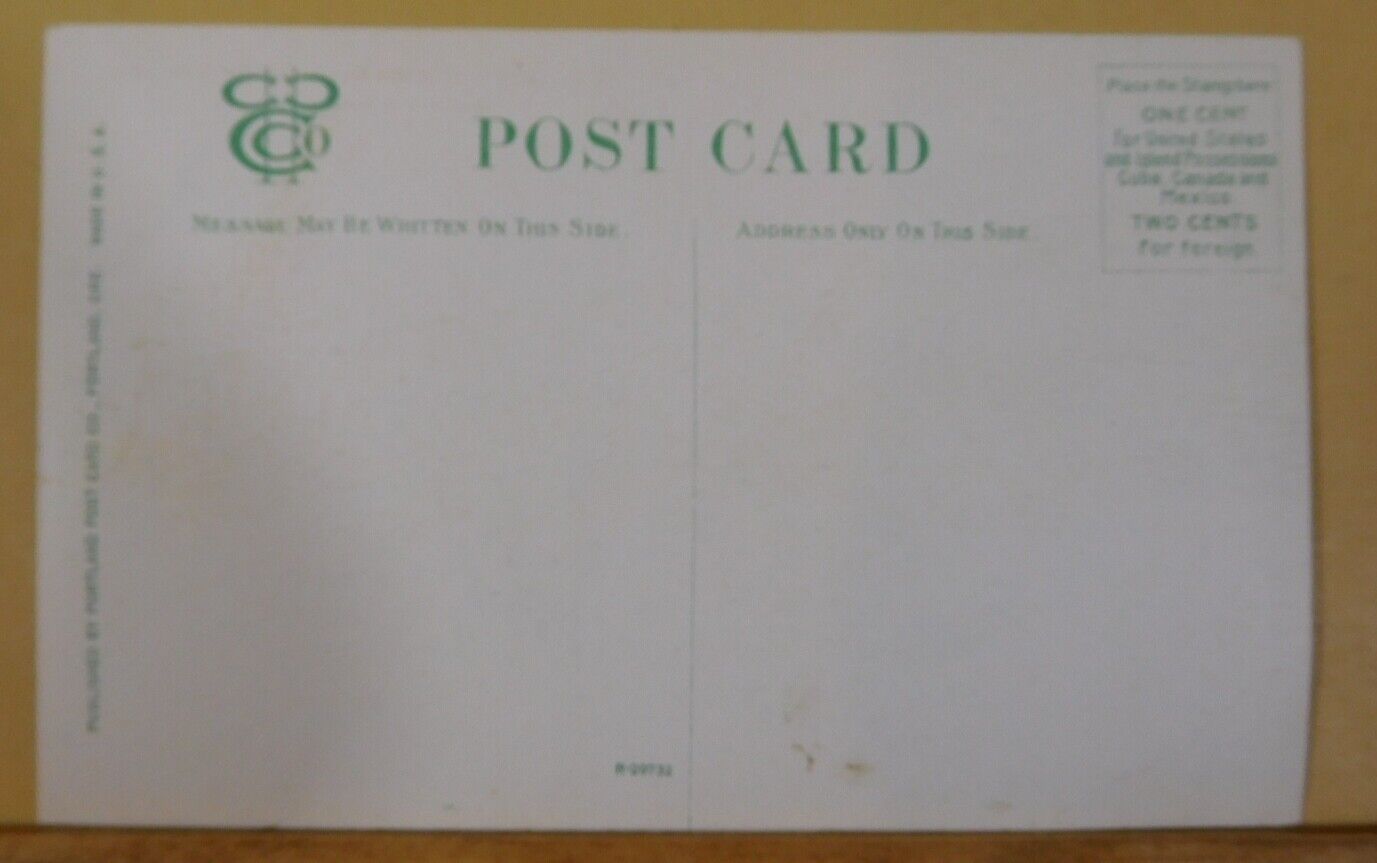 POST CARD
MESSAGE MAY BE WRITTEN ON THIS SIDE.
ADDRESS ONLY ON THIS SIDE.
Place the Stamp here
ONE CENT
for United States
and Island Possessions
Cuba, Canada and
Mexico.
TWO CENTS
for foreign.
PUBLISHED BY PORTLAND POST CARD CO., PORTLAND, ORE. MADE IN U. S. A.
R-29732